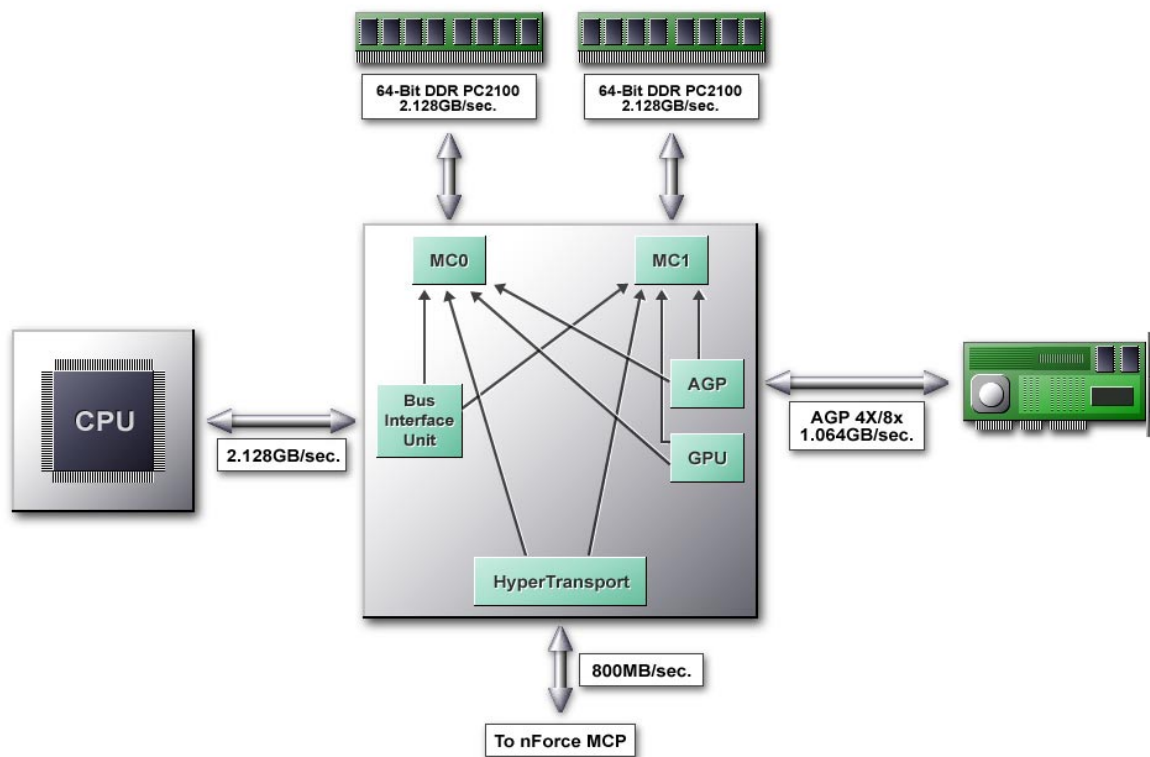 64-Bit DDR PC2100
2.128GB/sec.
64-Bit DDR PC2100
2.128GB/sec.
MC0
MC1
CPU
2.128GB/sec.
Bus
Interface
Unit
AGP
GPU
AGP 4X/8x
1.064GB/sec.
HyperTransport
800MB/sec.
To nForce MCP